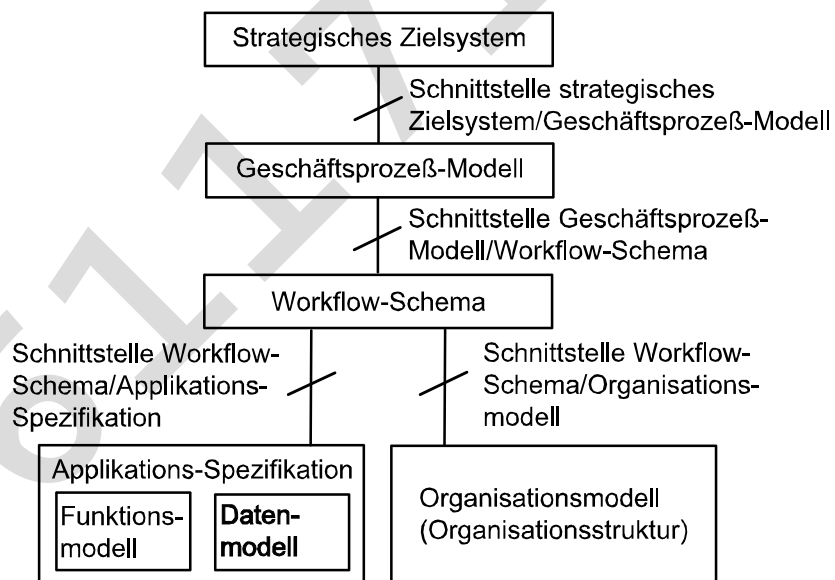 Strategisches Zielsystem
Schnittstelle strategisches
Zielsystem/Geschäftsprozeß-Modell
Geschäftsprozeß-Modell
Schnittstelle Geschäftsprozeß-
Modell/Workflow-Schema
Workflow-Schema
Schnittstelle Workflow-
Schema/Applikations-
Spezifikation
Schnittstelle Workflow-
Schema/Organisations-
modell
Applikations-Spezifikation
Funktions-
modell
Daten-
modell
Organisationsmodell
(Organisationsstruktur)